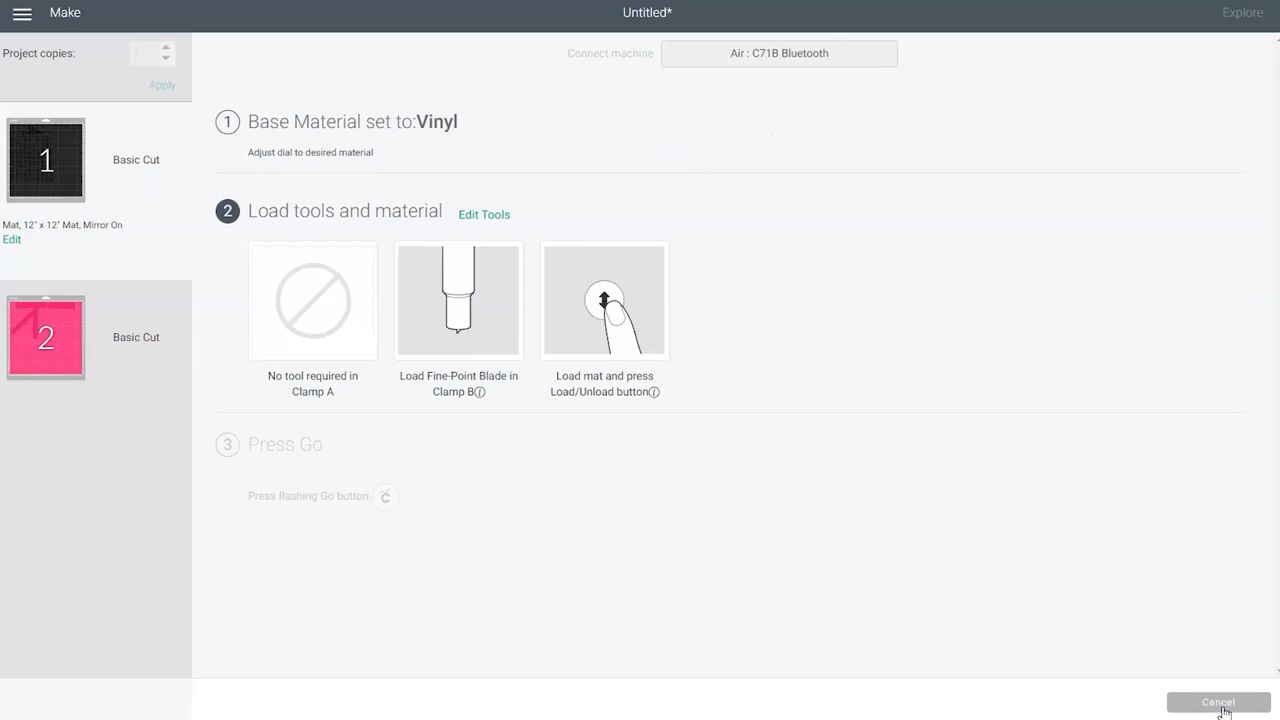 Make
Untitled*
Explore
Project copies:
Apply
Connect machine
Air : C71B Bluetooth
1
Basic Cut
Mat, 12" x 12" Mat, Mirror On
Edit
2
Basic Cut
1 Base Material set to:Vinyl
Adjust dial to desired material
2 Load tools and material Edit Tools
No tool required in
Clamp A
Load Fine-Point Blade in
Clamp B
Load mat and press
Load/Unload button
3 Press Go
Press flashing Go button.
Cancel